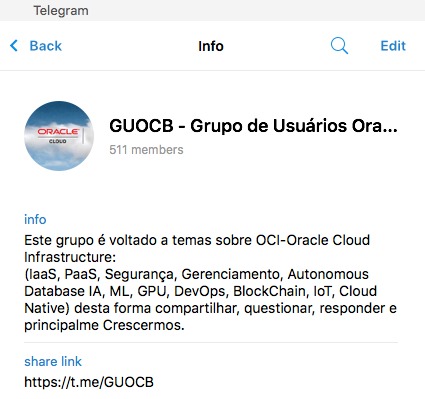 Telegram
Back
Info
Edit
ORACLE
CLOUD
GUOCB - Grupo de Usuários Ora...
511 members
info
Este grupo é voltado a temas sobre OCI-Oracle Cloud
Infrastructure:
(IaaS, PaaS, Segurança, Gerenciamento, Autonomous
Database IA, ML, GPU, DevOps, BlockChain, IoT, Cloud
Native) desta forma compartilhar, questionar, responder e
principalme Crescermos.
share link
https://t.me/GUOCB